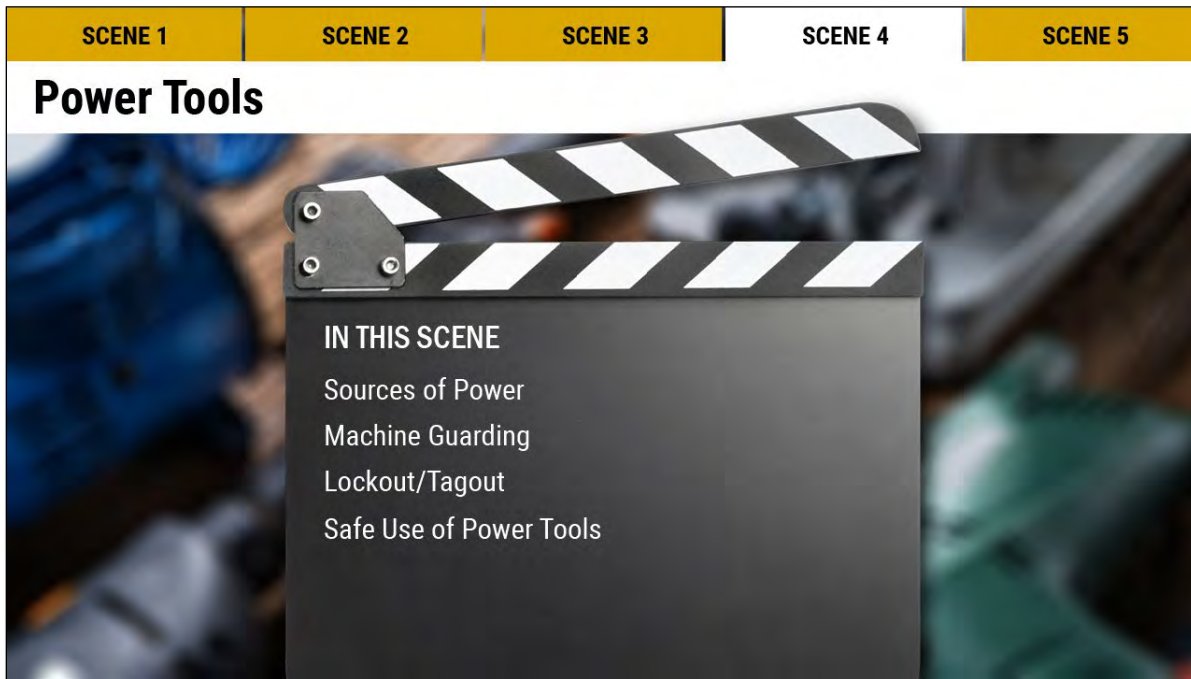 SCENE 1 SCENE 2 SCENE 3 SCENE 4 SCENE 5
Power Tools
IN THIS SCENE
Sources of Power
Machine Guarding
Lockout/Tagout
Safe Use of Power Tools